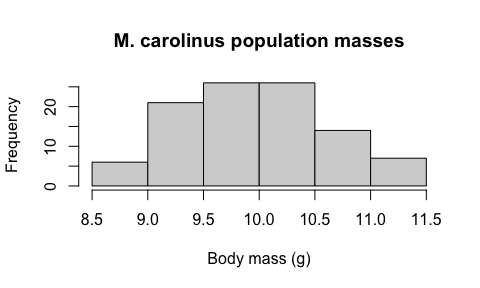 M. carolinus population masses
Frequency
20
10
0
8.5 9.0 9.5 10.0 10.5 11.0 11.5
Body mass (g)